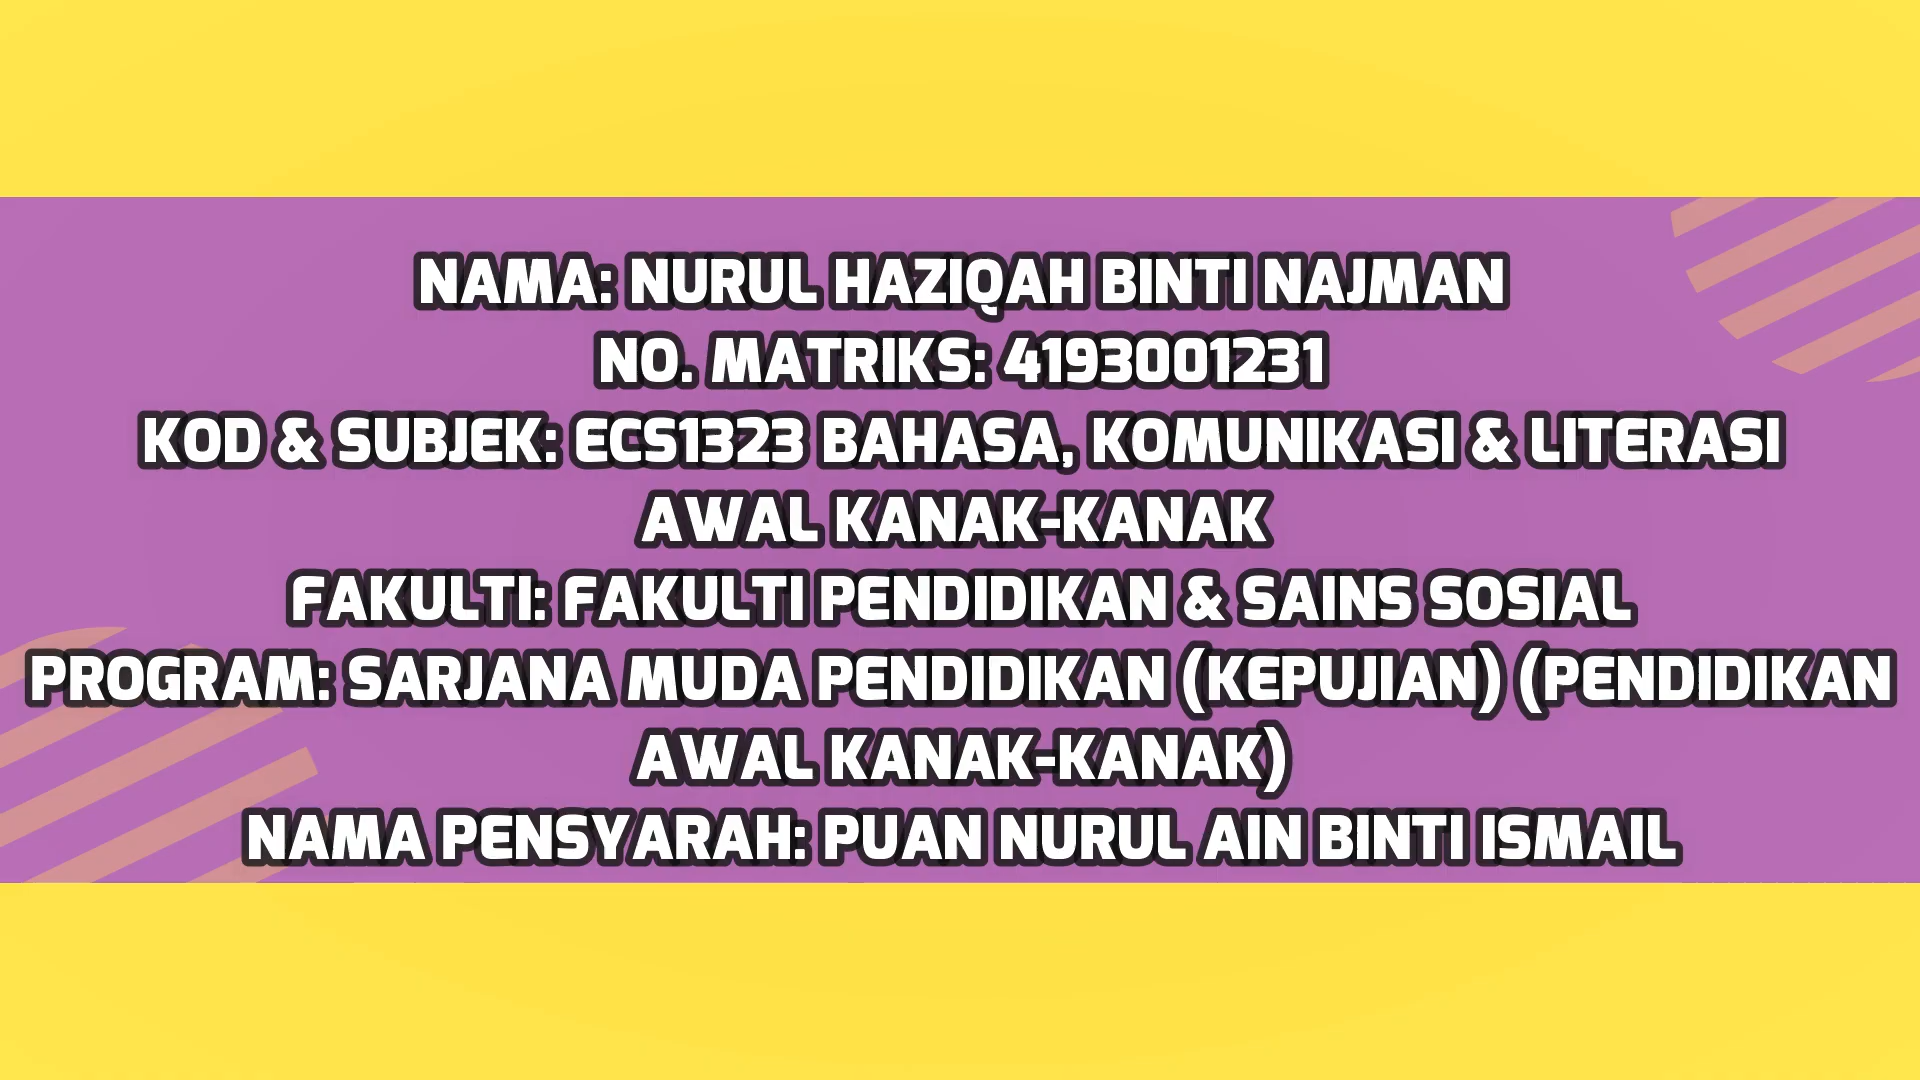 NAMA: NURUL HAZIQAH BINTI NAJMAN
NO. MATRIKS: 4193001231
KOD & SUBJEK: ECS1323 BAHASA, KOMUNIKASI & LITERASI
AWAL KANAK-KANAK
FAKULTI: FAKULTI PENDIDIKAN & SAINS SOSIAL
PROGRAM: SARJANA MUDA PENDIDIKAN (KEPUJIAN) (PENDIDIKAN
AWAL KANAK-KANAK)
NAMA PENSYARAH: PUAN NURUL AIN BINTI ISMAIL